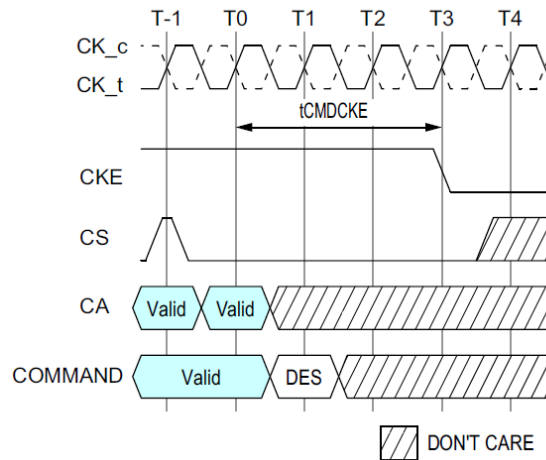 T-1 T0 T1 T2 T3 T4
CK_c
CK_t
tCMDCKE
CKE
CS
CA Valid Valid
COMMAND Valid DES
DON'T CARE